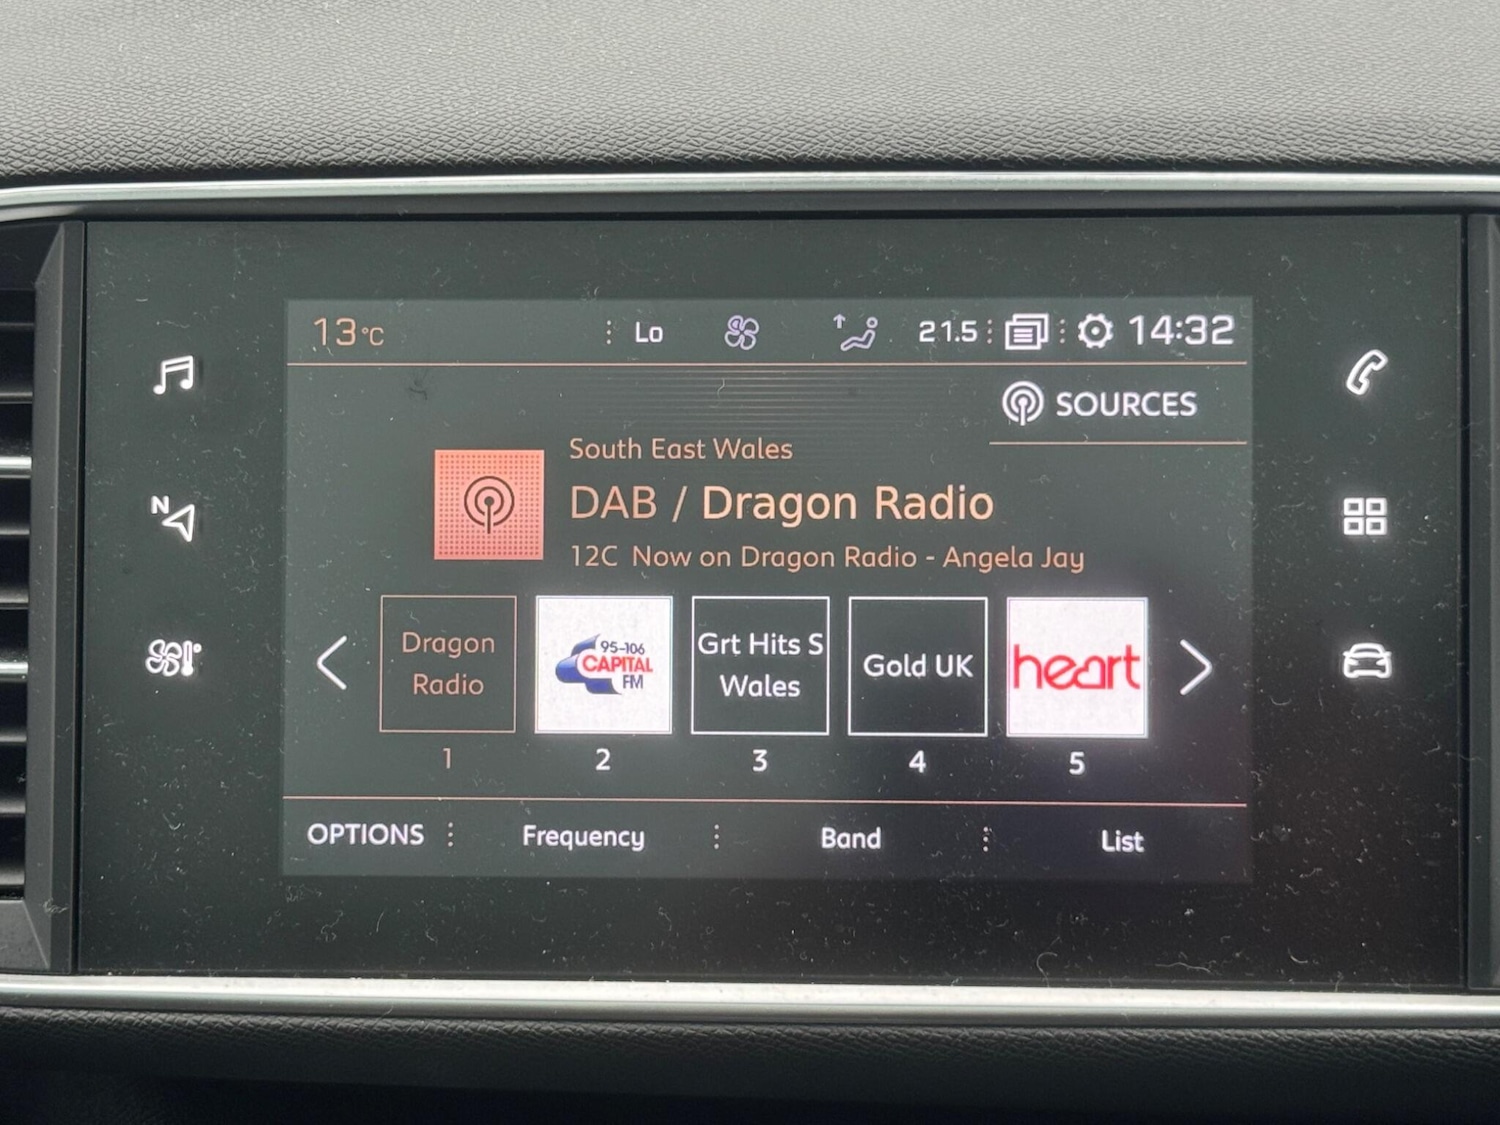 13°C Lo 21.5 14:32
SOURCES
South East Wales
DAB / Dragon Radio
12C Now on Dragon Radio - Angela Jay
N
Dragon
Radio
95-106
CAPITAL
FM
Grt Hits S
Wales
Gold UK
heart
1 2 3 4 5
OPTIONS Frequency Band List